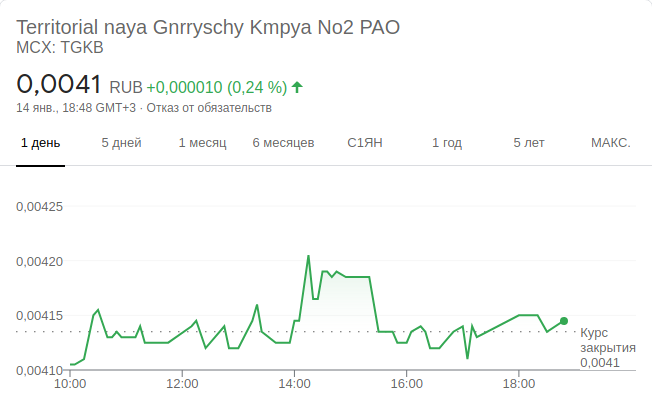 Territorial naya Gnrryschy Kmpya No2 PAO
MCX: TGKB
0,0041 RUB +0,000010 (0,24 %)
14 янв., 18:48 GMT+3 · Отказ от обязательств
1 день 5 дней 1 месяц 6 месяцев С1ЯН 1 год 5 лет МАКС.
0,00425
0,00420
0,00415
Курс
закрытия
0,0041
0,00410
10:00 12:00 14:00 16:00 18:00